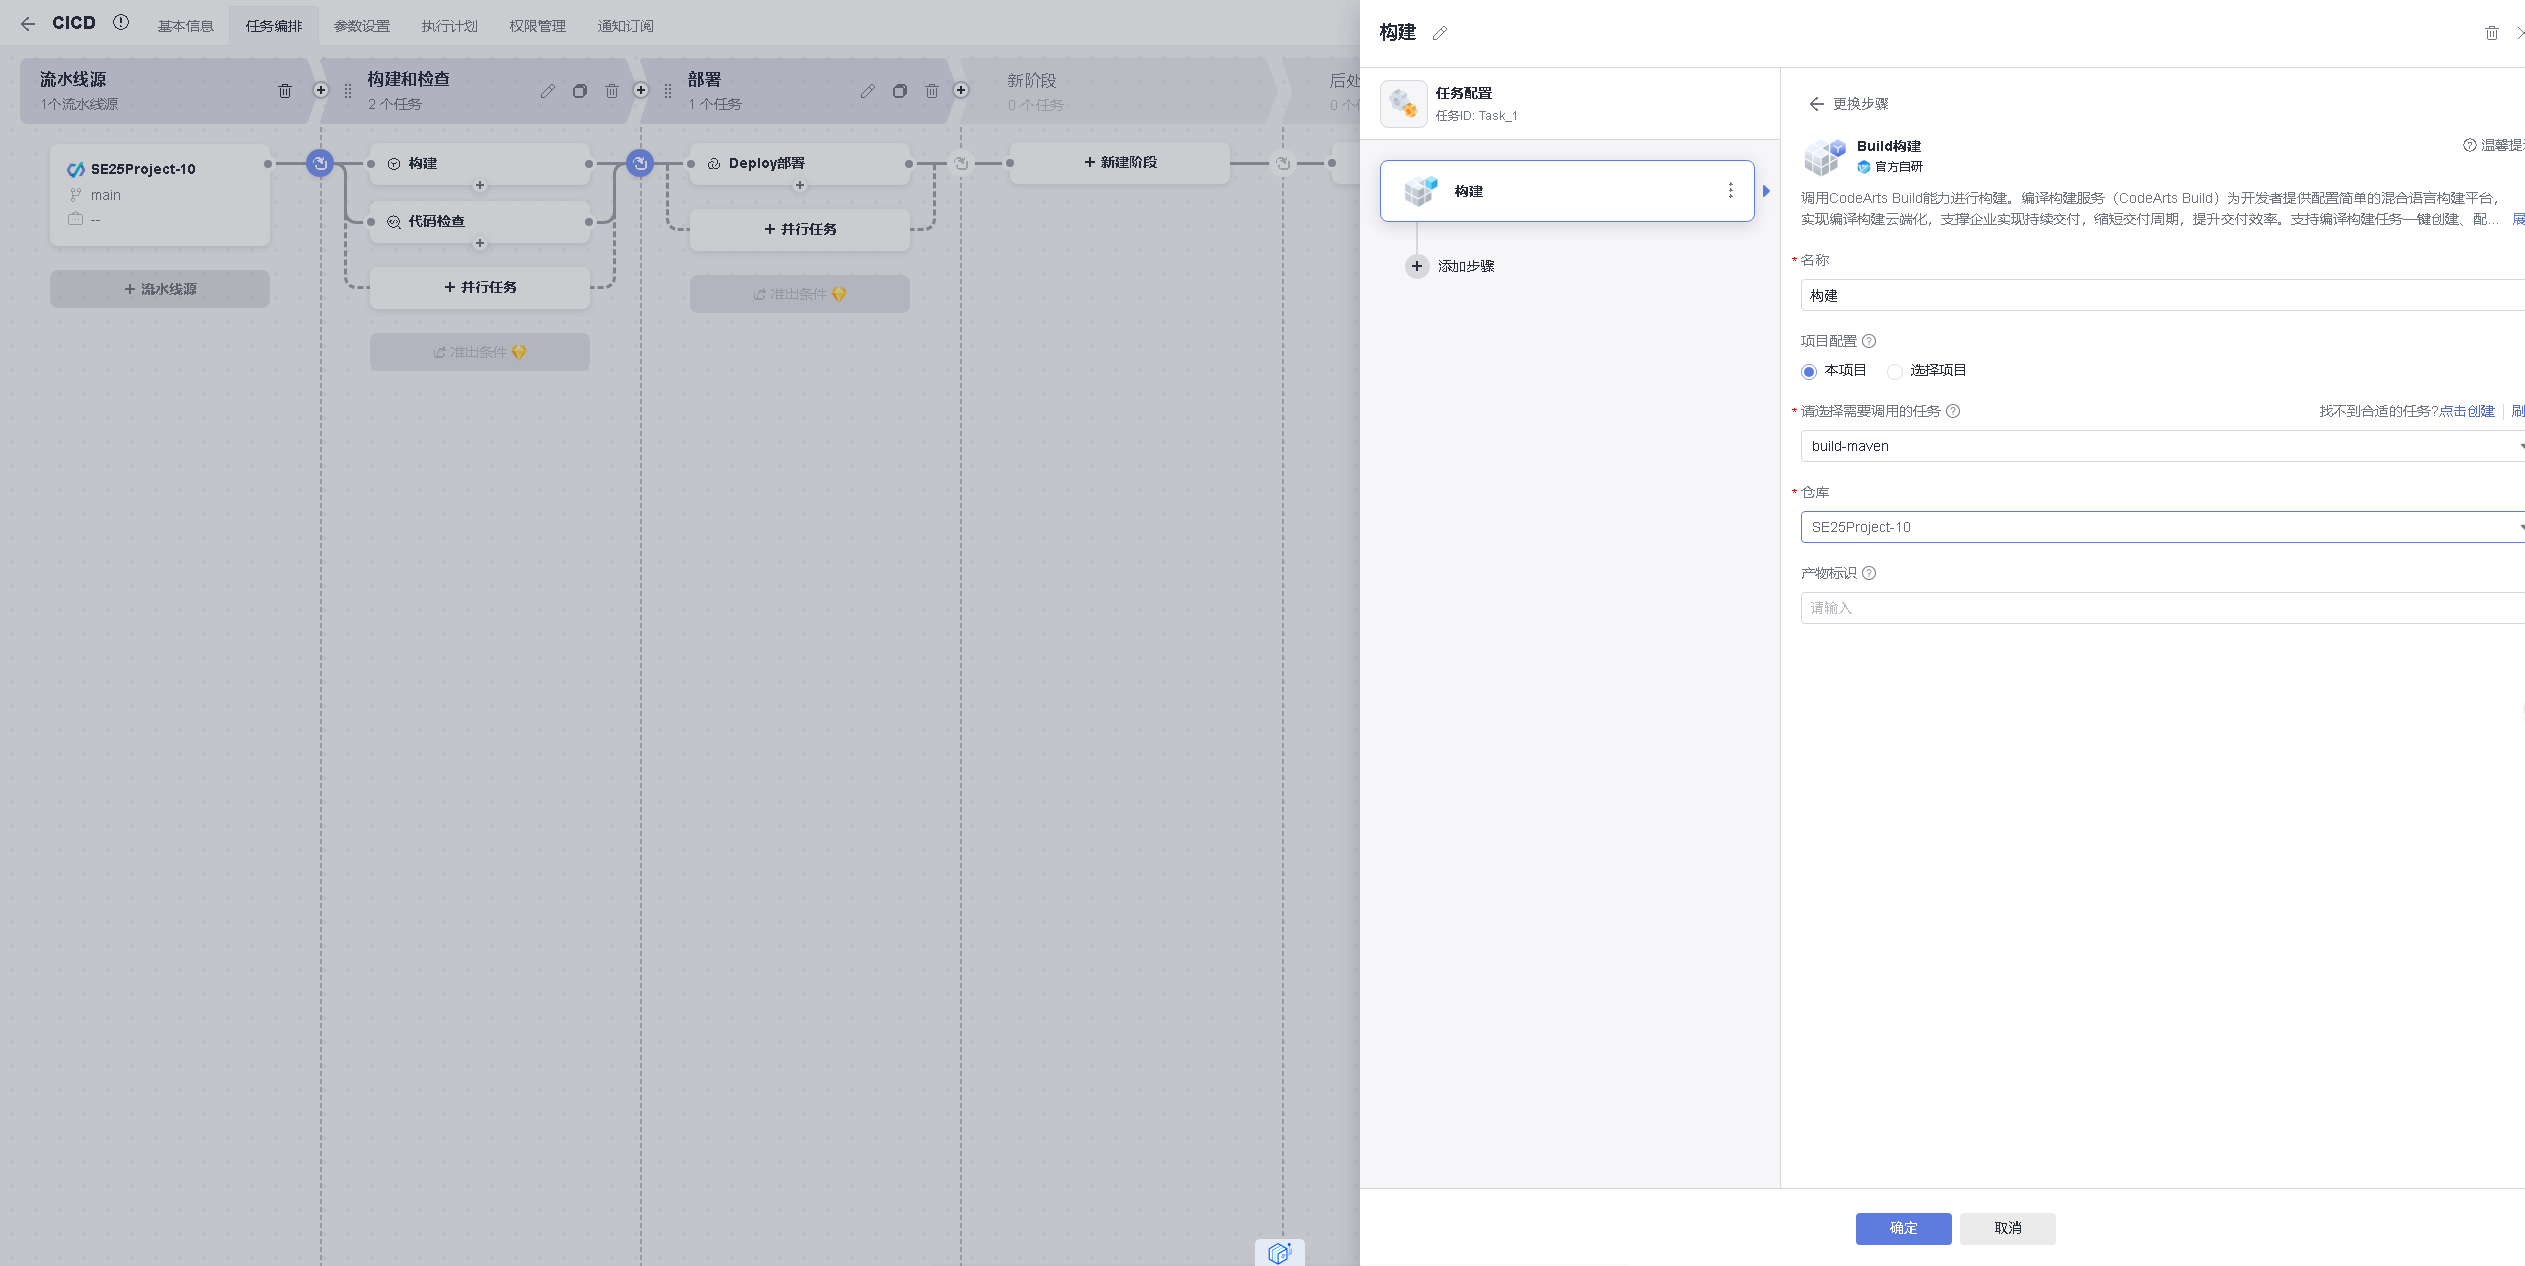 CICD
基本信息
任务编排
参数设置
执行计划
权限管理
通知订阅
流水线源
1个流水线源
构建和检查
2 个任务
部署
1 个任务
新阶段
0 个任务
后处
0 个
SE25Project-10
main
--
+ 流水线源
构建
代码检查
+ 并行任务
准出条件
Deploy部署
+ 并行任务
准出条件
+ 新建阶段
构建
任务配置
任务ID: Task_1
构建
添加步骤
更换步骤
Build构建
官方自研
温馨提
调用CodeArts Build能力进行构建。编译构建服务（CodeArts Build）为开发者提供配置简单的混合语言构建平台，
实现编译构建云端化，支撑企业实现持续交付，缩短交付周期，提升交付效率。支持编译构建任务一键创建、配... 展
* 名称
构建
项目配置
本项目
选择项目
* 请选择需要调用的任务
找不到合适的任务?点击创建
刷
build-maven
* 仓库
SE25Project-10
产物标识
请输入
确定
取消